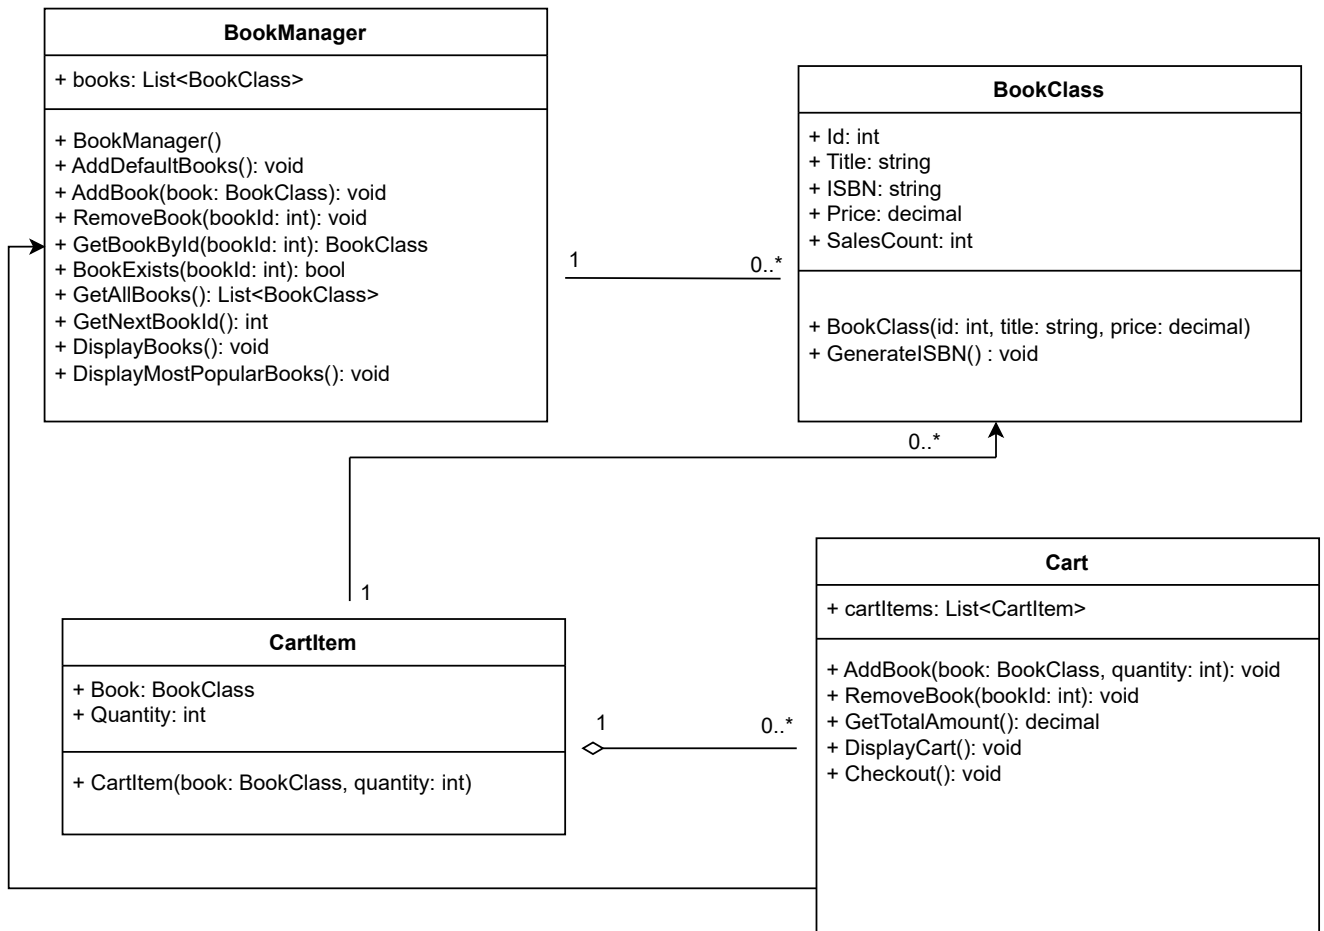 BookManager
+ books: List<BookClass>
+ BookManager()
+ AddDefaultBooks(): void
+ AddBook(book: BookClass): void
+ RemoveBook(bookId: int): void
+ GetBookById(bookId: int): BookClass
+ BookExists(bookId: int): bool
+ GetAllBooks(): List<BookClass>
+ GetNextBookId(): int
+ DisplayBooks(): void
+ DisplayMostPopularBooks(): void
1
0..*
BookClass
+ Id: int
+ Title: string
+ ISBN: string
+ Price: decimal
+ SalesCount: int
+ BookClass(id: int, title: string, price: decimal)
+ GenerateISBN() : void
0..*
1
CartItem
+ Book: BookClass
+ Quantity: int
+ CartItem(book: BookClass, quantity: int)
1
0..*
Cart
+ cartItems: List<CartItem>
+ AddBook(book: BookClass, quantity: int): void
+ RemoveBook(bookId: int): void
+ GetTotalAmount(): decimal
+ DisplayCart(): void
+ Checkout(): void